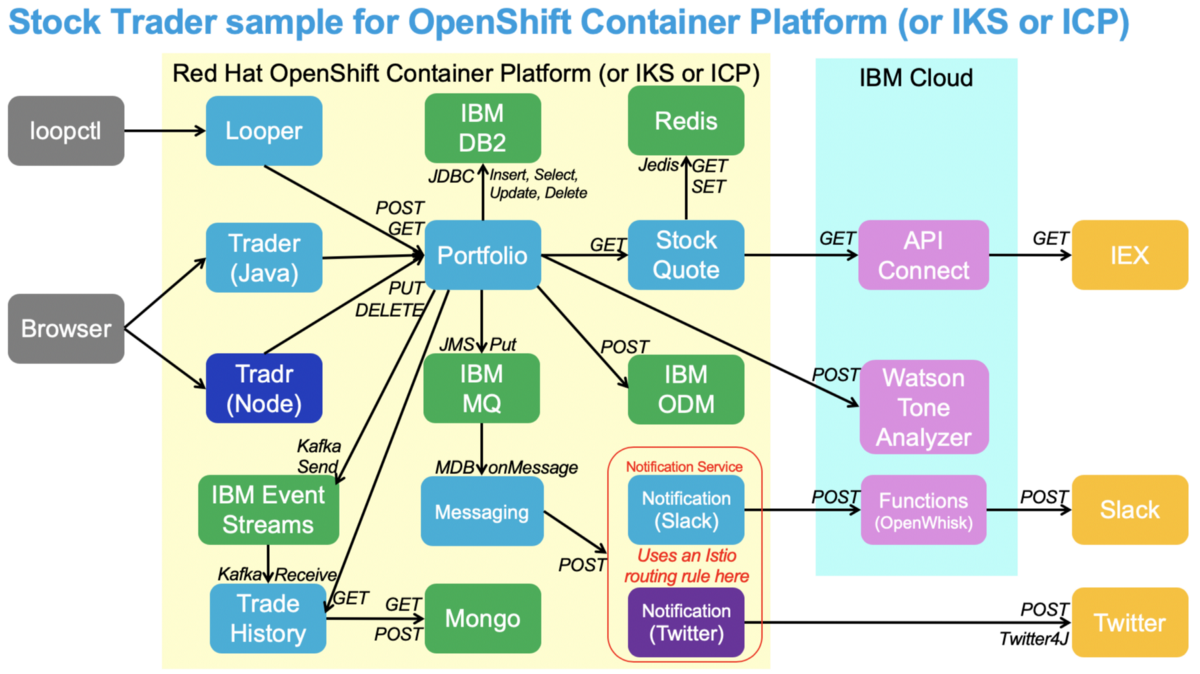 Stock Trader sample for OpenShift Container Platform (or IKS or ICP)
Red Hat OpenShift Container Platform (or IKS or ICP)
IBM Cloud
loopctl
Looper
IBM
DB2
Redis
JDBC
Insert, Select,
Update, Delete
Jedis
GET
SET
POST
GET
Trader
(Java)
Portfolio
GET
Stock
Quote
GET
API
Connect
GET
IEX
Browser
PUT
DELETE
Tradr
(Node)
JMS
Put
IBM
MQ
POST
IBM
ODM
POST
Watson
Tone
Analyzer
Kafka
Send
MDB
onMessage
Notification Service
IBM Event
Streams
Messaging
Notification
(Slack)
POST
Functions
(OpenWhisk)
POST
Slack
POST
Uses an Istio
routing rule here
Kafka
Receive
Trade
History
GET
GET
POST
Mongo
Notification
(Twitter)
POST
Twitter4J
Twitter